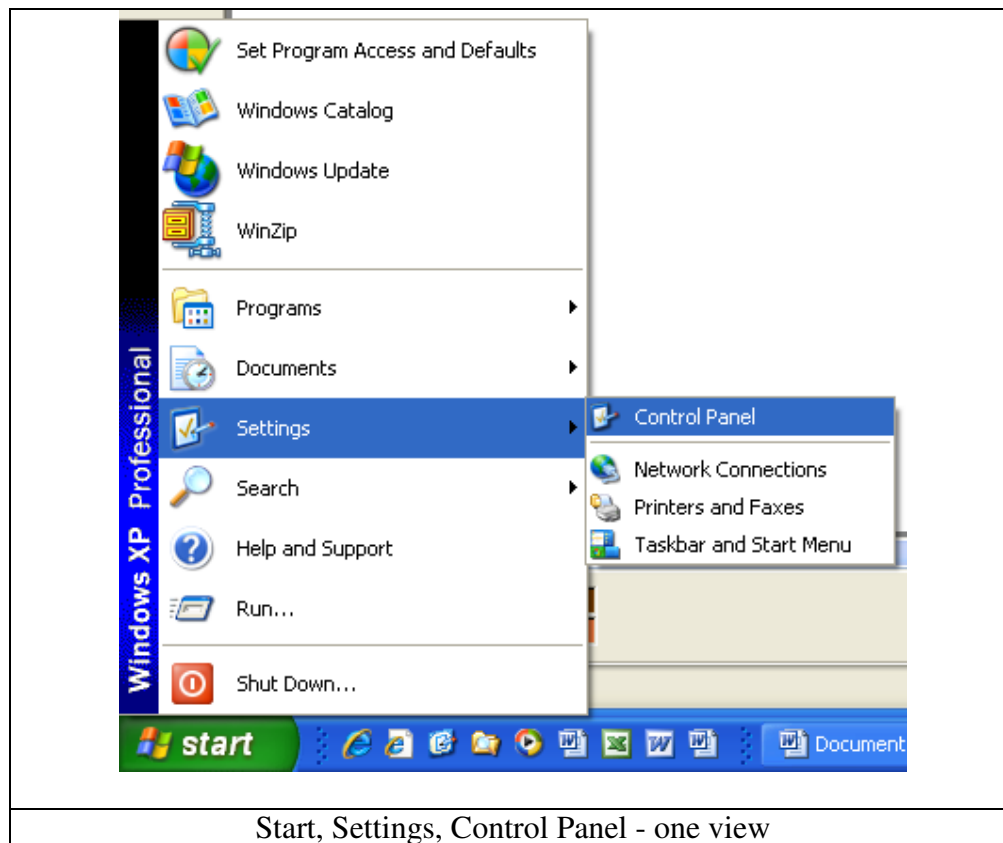 Set Program Access and Defaults
Windows Catalog
Windows Update
WinZip
Programs
Documents
Settings
Search
Help and Support
Run...
Shut Down...
Windows XP Professional
Control Panel
Network Connections
Printers and Faxes
Taskbar and Start Menu
start
Document
Start, Settings, Control Panel - one view